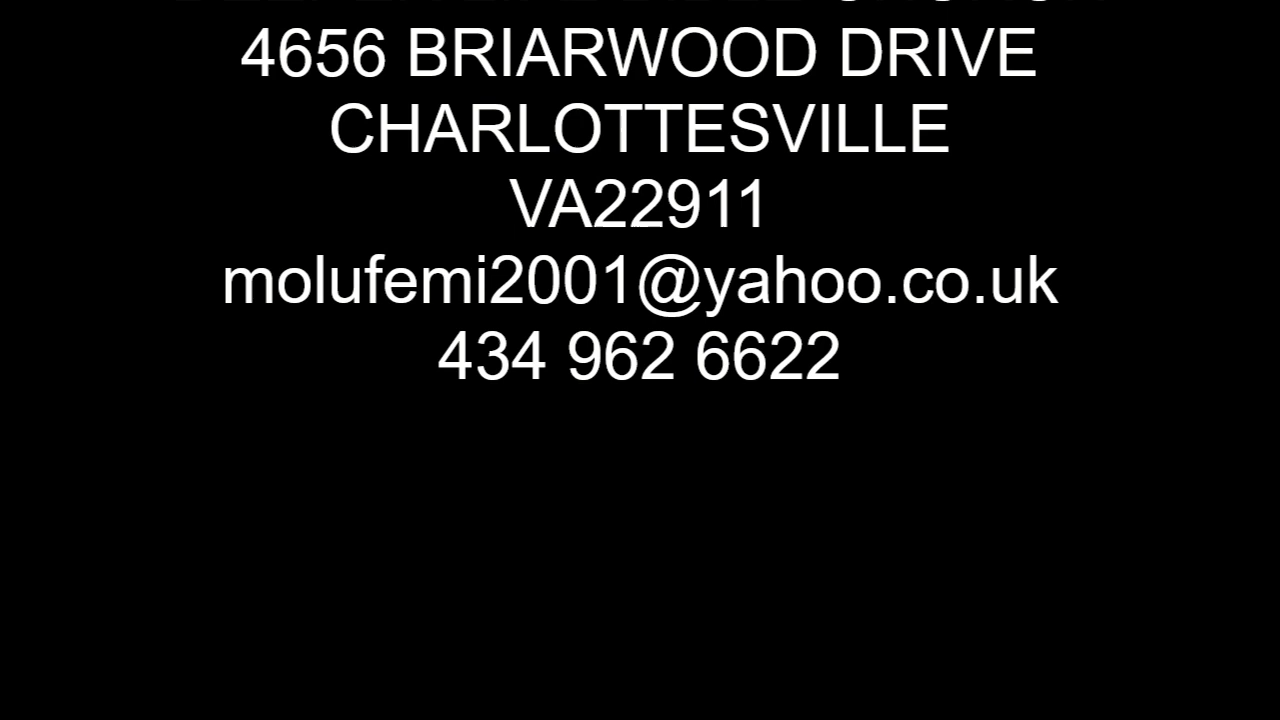 4656 BRIARWOOD DRIVE
CHARLOTTESVILLE
VA22911
molufemi2001@yahoo.co.uk
434 962 6622